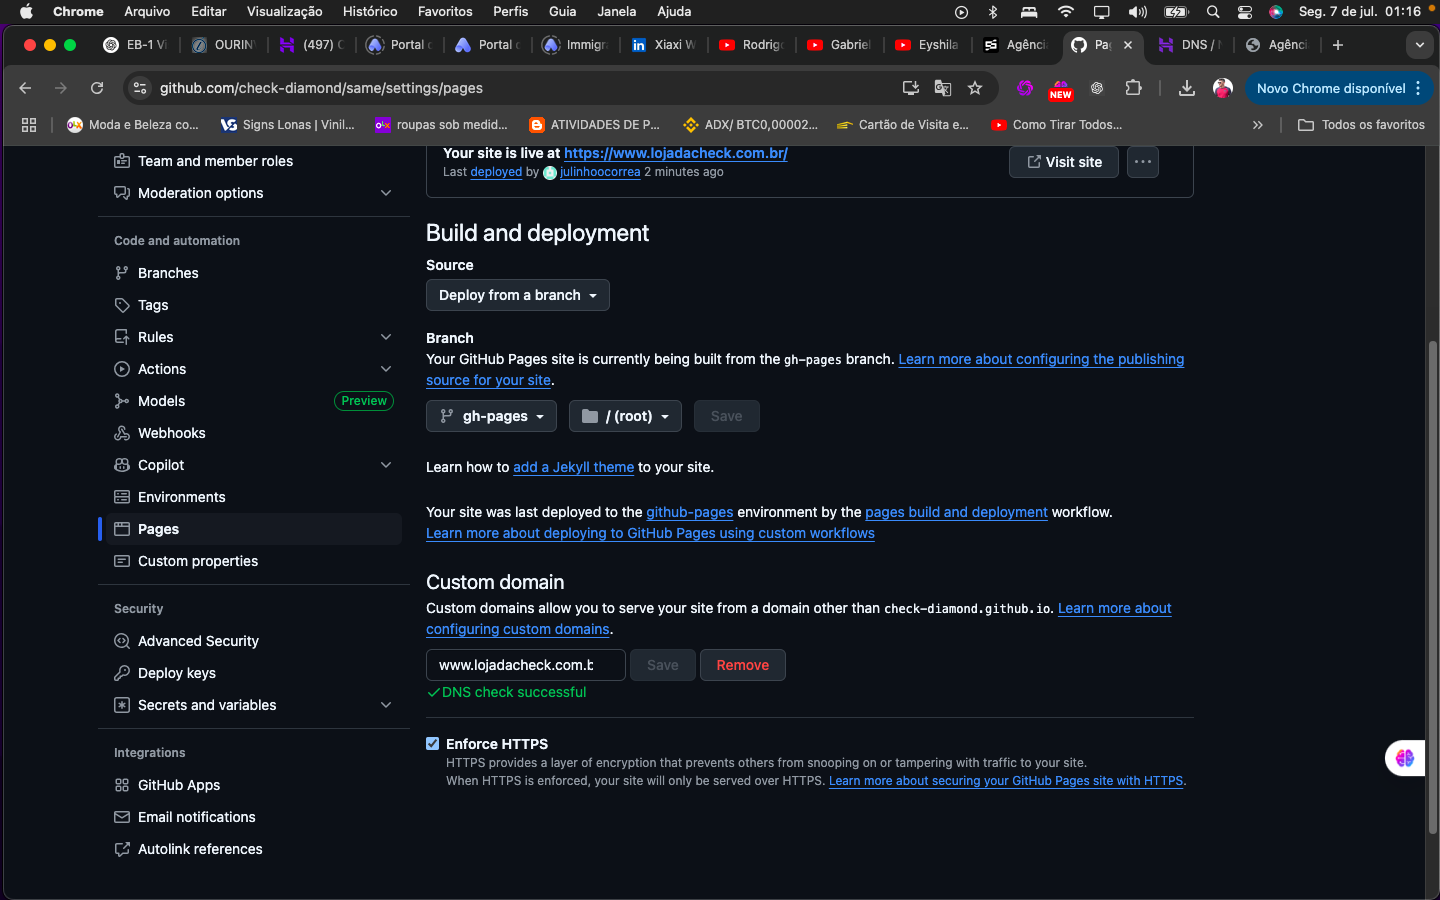 Chrome Arquivo Editar Visualização Histórico Favoritos Perfis Guia Janela Ajuda Seg. 7 de jul. 01:16
EB-1 Vi OURIN (497) Portal Portal Immigr Xiaxi W Rodrig Gabriel Eyshila Agênci Pag DNS / Agênci
github.com/check-diamond/same/settings/pages NEW Novo Chrome disponível
Moda e Beleza co... Signs Lonas | Vinil... roupas sob medid... ATIVIDADES DE P... ADX/ BTC0,00002... Cartão de Visita e... Como Tirar Todos... Todos os favoritos
Team and member roles
Moderation options
Code and automation
Branches
Tags
Rules
Actions
Models Preview
Webhooks
Copilot
Environments
Pages
Custom properties
Security
Advanced Security
Deploy keys
Secrets and variables
Integrations
GitHub Apps
Email notifications
Autolink references
Your site is live at https://www.lojadacheck.com.br/
Last deployed by julinhoocorrea 2 minutes ago
Visit site
Build and deployment
Source
Deploy from a branch
Branch
Your GitHub Pages site is currently being built from the gh-pages branch. Learn more about configuring the publishing
source for your site.
gh-pages / (root) Save
Learn how to add a Jekyll theme to your site.
Your site was last deployed to the github-pages environment by the pages build and deployment workflow.
Learn more about deploying to GitHub Pages using custom workflows
Custom domain
Custom domains allow you to serve your site from a domain other than check-diamond.github.io. Learn more about
configuring custom domains.
www.lojadacheck.com.b Save Remove
DNS check successful
Enforce HTTPS
HTTPS provides a layer of encryption that prevents others from snooping on or tampering with traffic to your site.
When HTTPS is enforced, your site will only be served over HTTPS. Learn more about securing your GitHub Pages site with HTTPS.